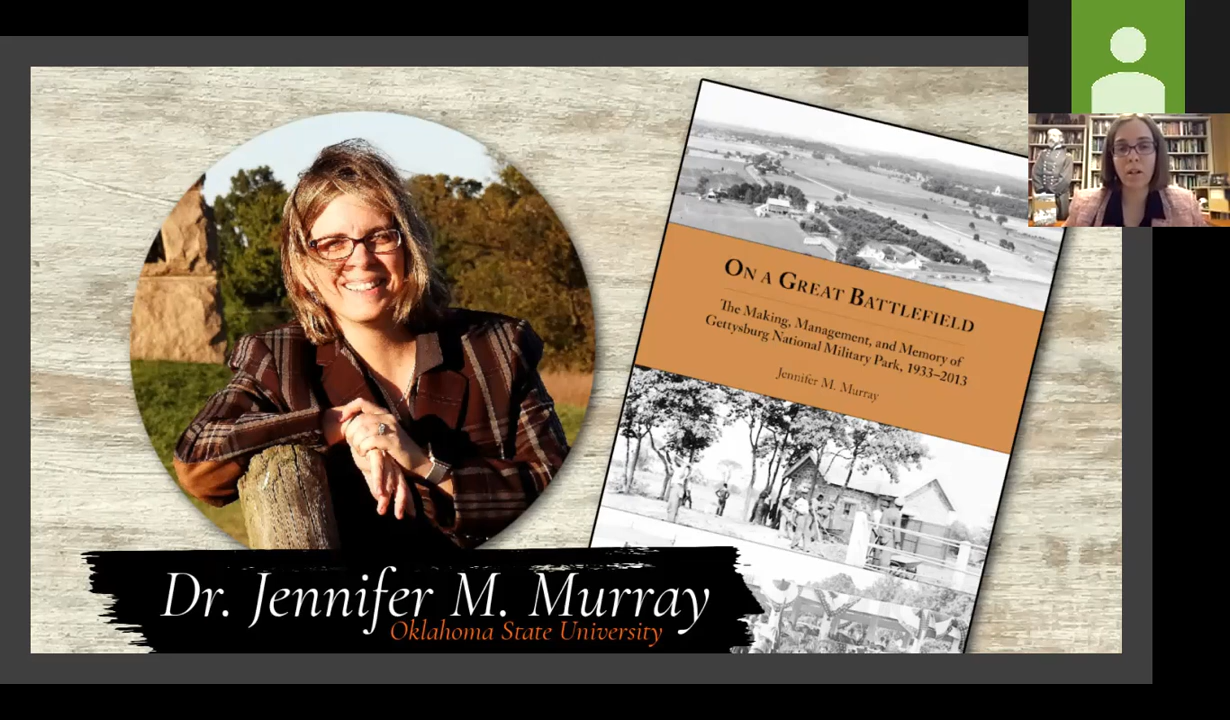 On a Great Battlefield
The Making, Management, and Memory of
Gettysburg National Military Park, 1933–2013
Jennifer M. Murray
Dr. Jennifer M. Murray
Oklahoma State University